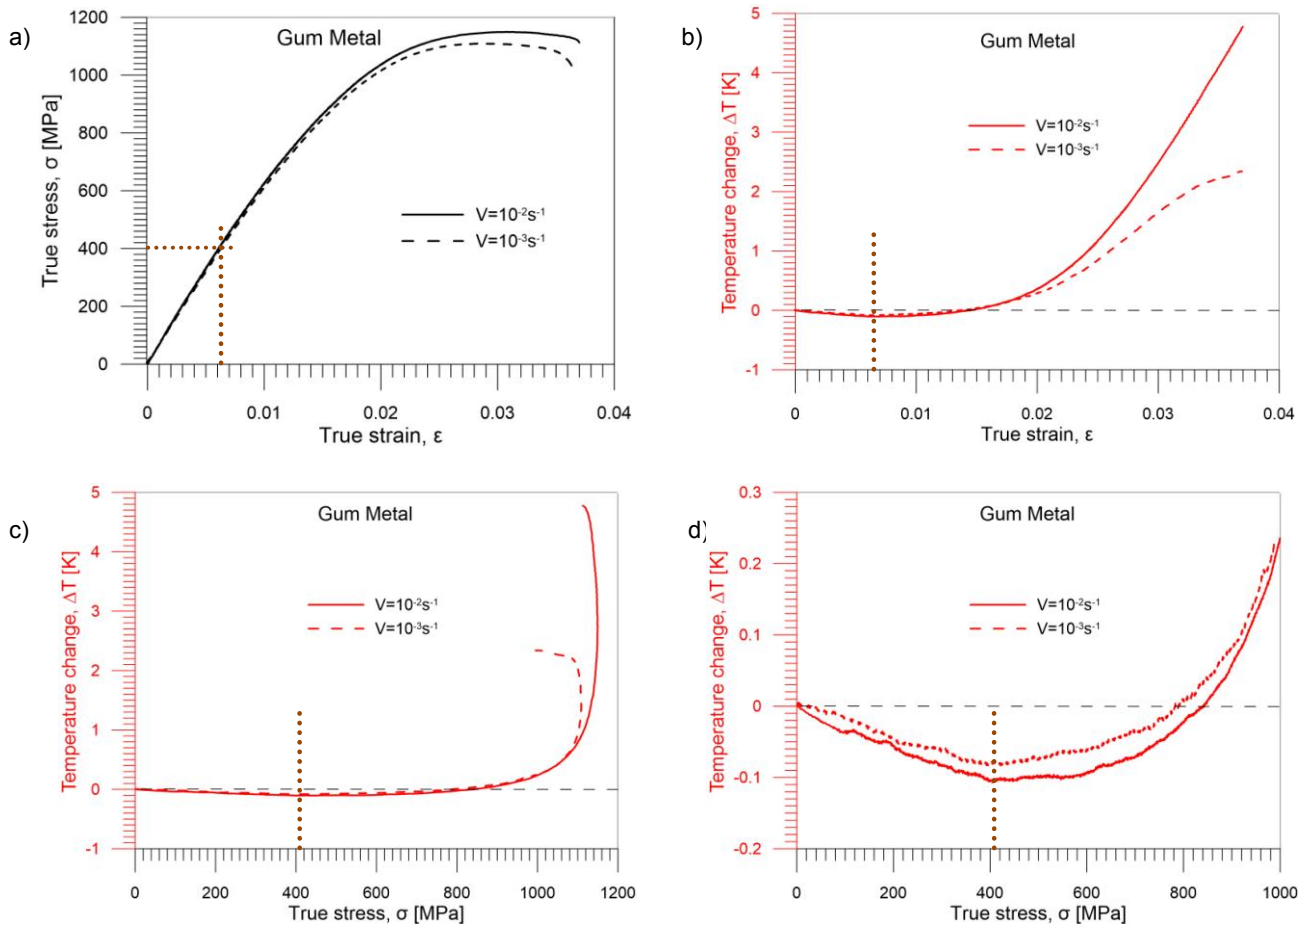 a)
Gum Metal
True stress, σ [MPa]
1200
1000
800
600
400
200
0
V=10⁻²s⁻¹
V=10⁻³s⁻¹
0 0.01 0.02 0.03 0.04
True strain, ε
b)
Gum Metal
Temperature change, ΔT [K]
5
4
3
2
1
0
-1
V=10⁻²s⁻¹
V=10⁻³s⁻¹
0 0.01 0.02 0.03 0.04
True strain, ε
c)
Gum Metal
Temperature change, ΔT [K]
5
4
3
2
1
0
-1
V=10⁻²s⁻¹
V=10⁻³s⁻¹
0 200 400 600 800 1000 1200
True stress, σ [MPa]
d)
Gum Metal
Temperature change, ΔT [K]
0.3
0.2
0.1
0
-0.1
-0.2
V=10⁻²s⁻¹
V=10⁻³s⁻¹
0 200 400 600 800 1000
True stress, σ [MPa]